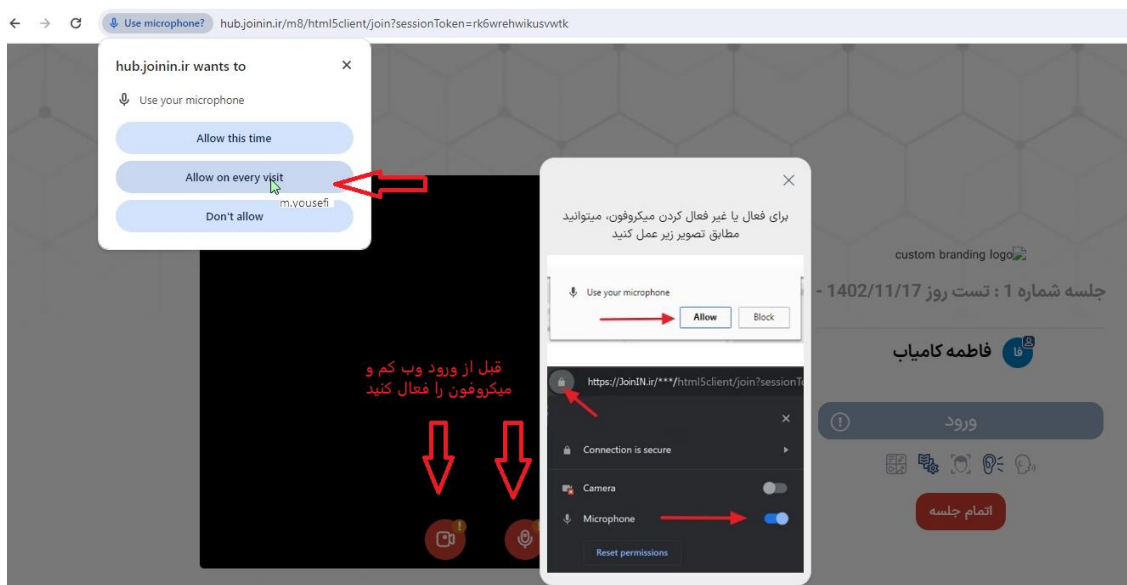 Use microphone?
hub.joinin.ir/m8/html5client/join?sessionToken=rk6wrehwikusvwtk
hub.joinin.ir wants to
Use your microphone
Allow this time
Allow on every visit
m.yousefi
Don't allow
برای فعال یا غیر فعال کردن میکروفون، میتوانید
مطابق تصویر زیر عمل کنید
Use your microphone
Allow
Block
https://JoinIN.ir/***/html5client/join?sessionT
Connection is secure
Camera
Microphone
Reset permissions
قبل از ورود وب کم و
میکروفون را فعال کنید
custom branding logo
جلسه شماره 1 : تست روز 1402/11/17 -
فا
فاطمه کامیاب
ورود
اتمام جلسه